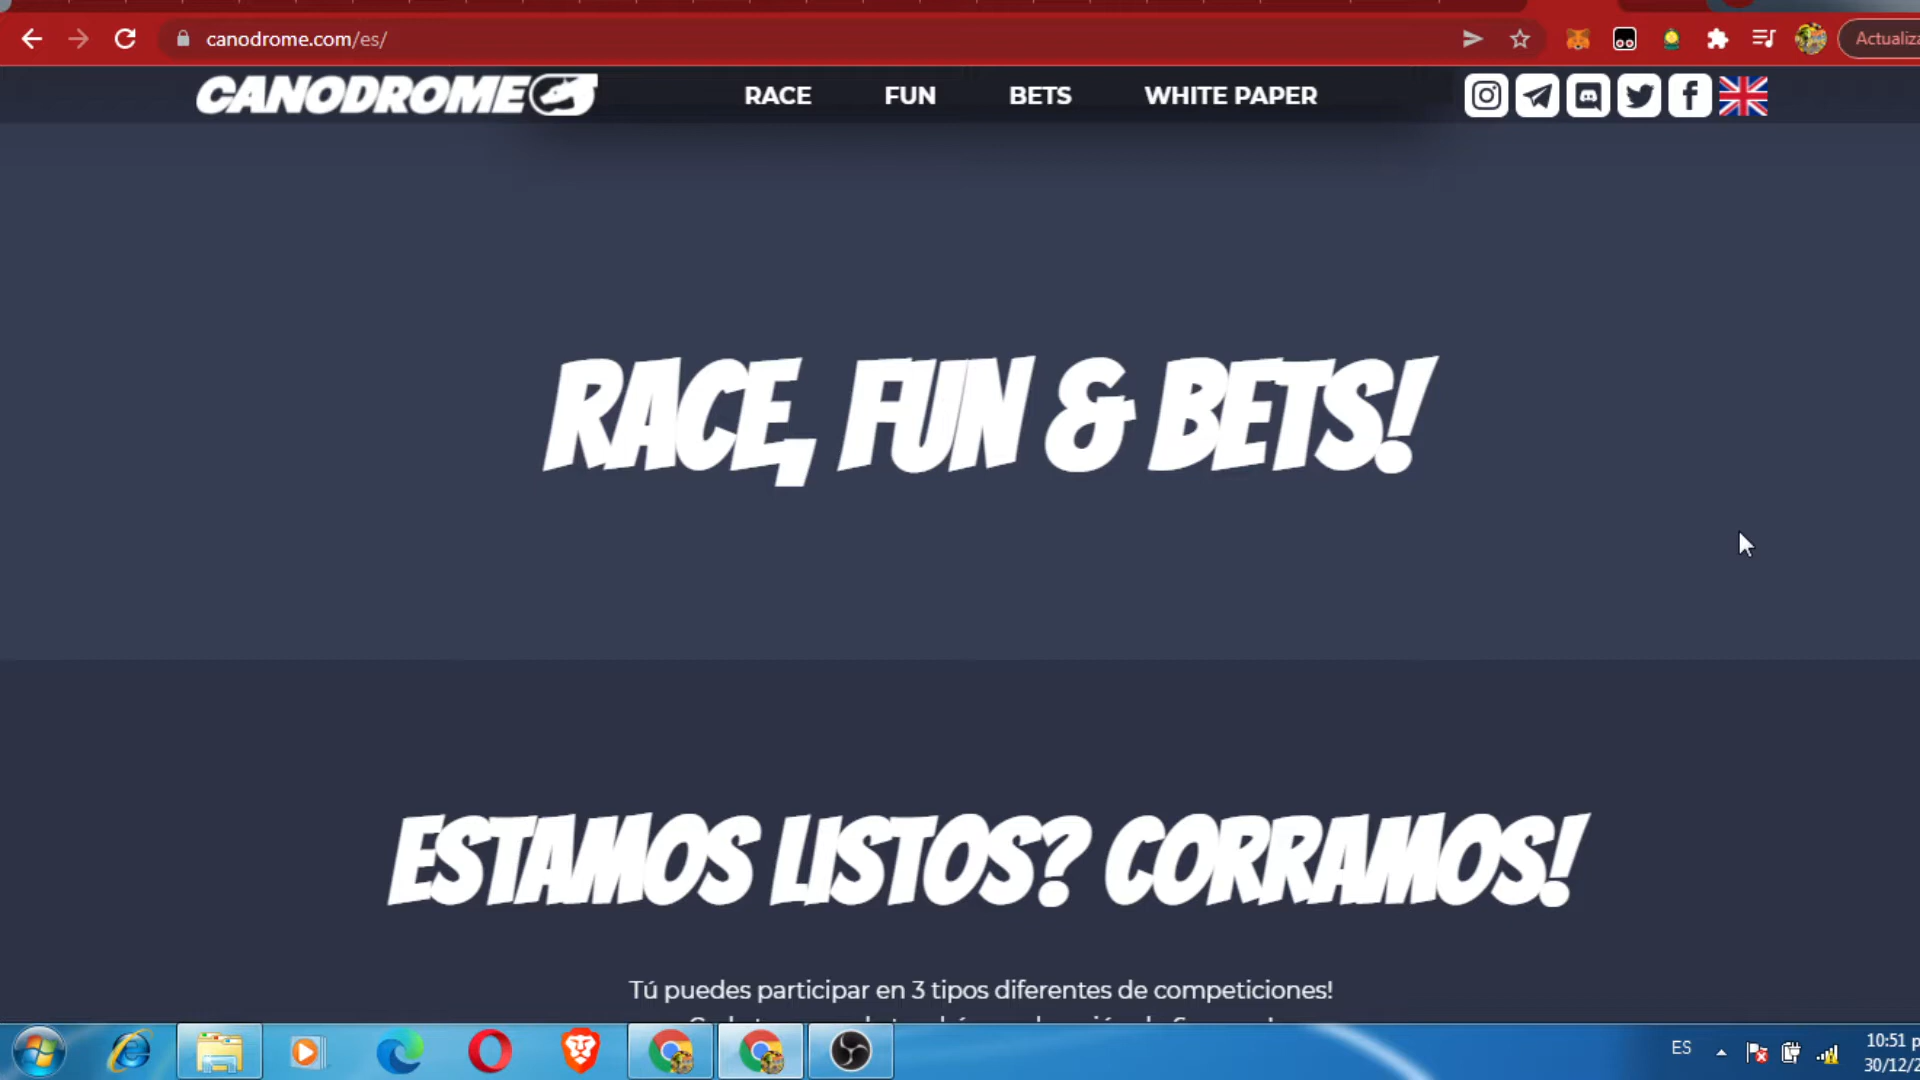 canodrome.com/es/
Actualiza
CANODROME
RACE
FUN
BETS
WHITE PAPER
RACE, FUN & BETS!
ESTAMOS LISTOS? CORRAMOS!
Tú puedes participar en 3 tipos diferentes de competiciones!
ES
10:51 p
30/12/2